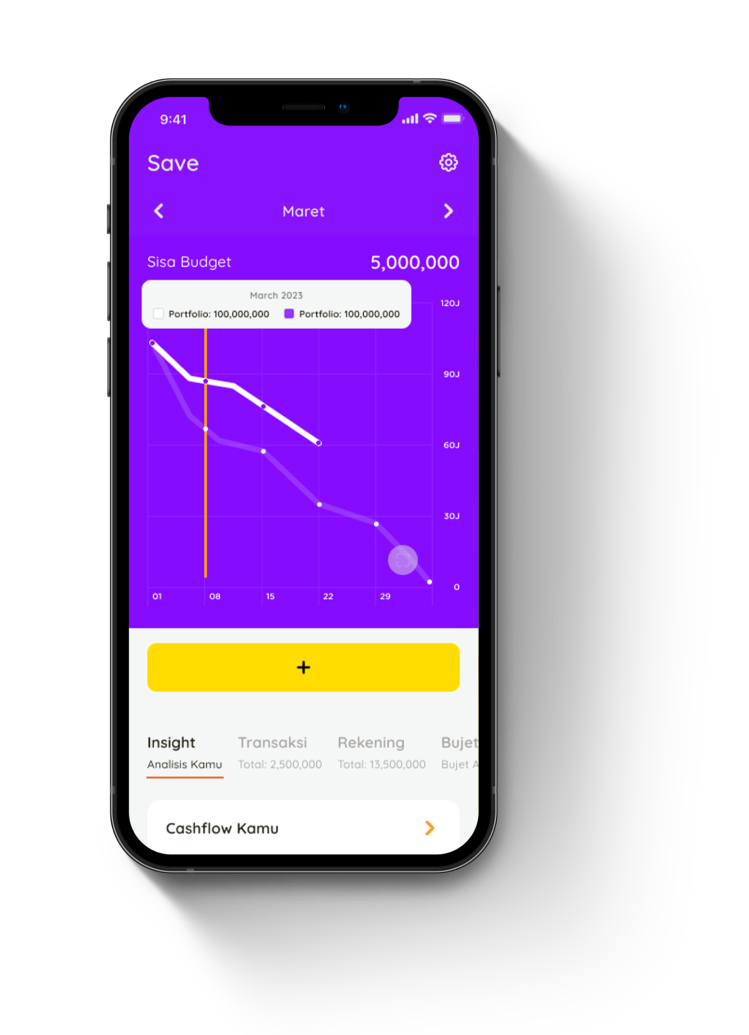 9:41
Save
Maret
Sisa Budget 5,000,000
March 2023
Portfolio: 100,000,000 Portfolio: 100,000,000
120J
90J
60J
30J
0
01 08 15 22 29
+
Insight Transaksi Rekening Bujet
Analisis Kamu Total: 2,500,000 Total: 13,500,000 Bujet A
Cashflow Kamu